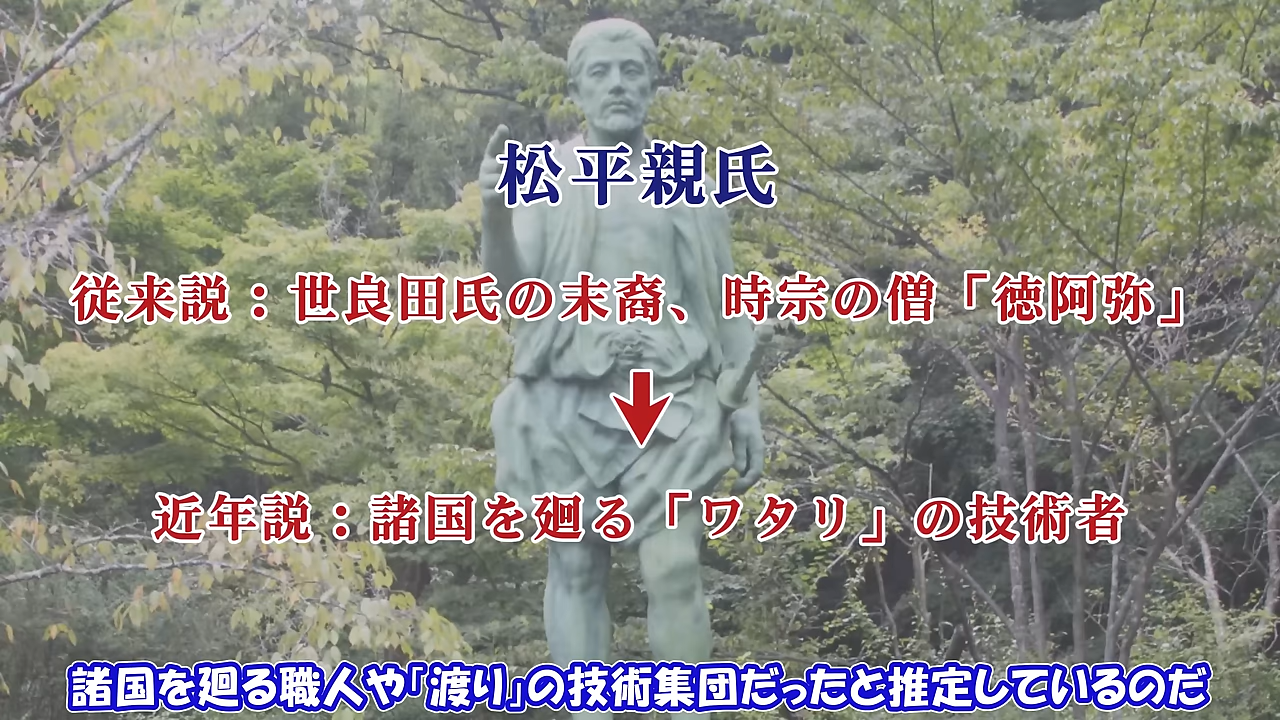 松平親氏
従来説：世良田氏の末裔、時宗の僧「徳阿弥」
近年説：諸国を廻る「ワタリ」の技術者
諸国を廻る職人や「渡り」の技術集団だったと推定しているのだ